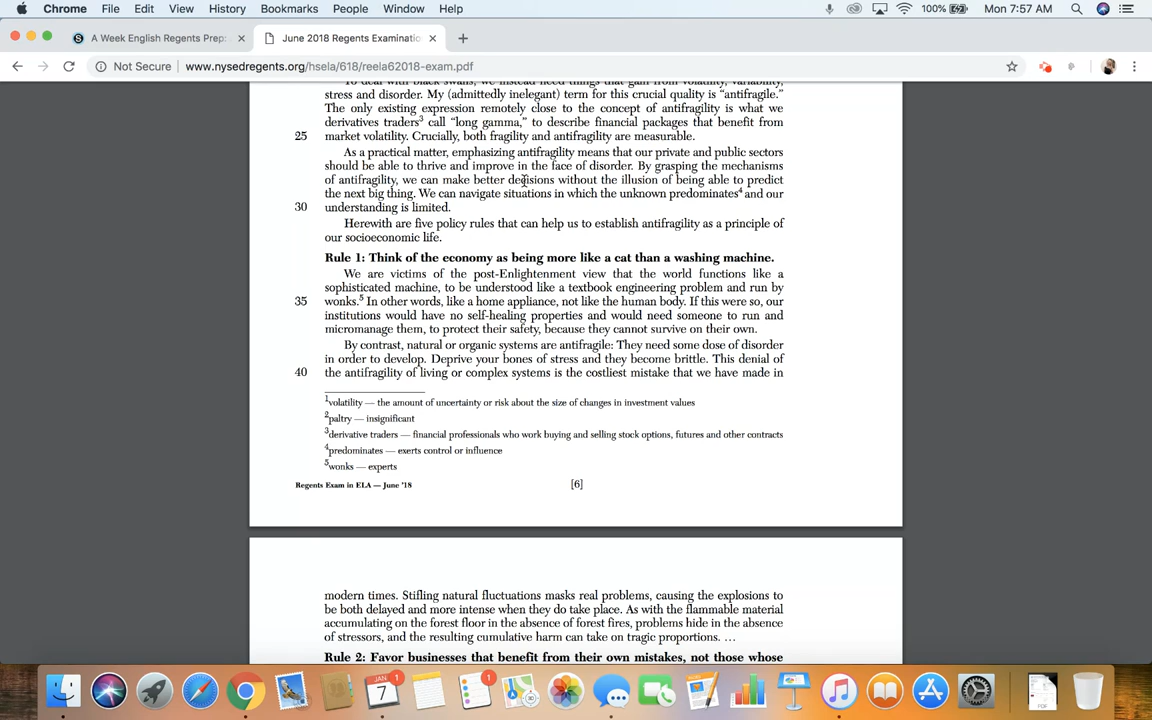 Chrome File Edit View History Bookmarks People Window Help 100% Mon 7:57 AM
S A Week English Regents Prep: × June 2018 Regents Examinatio × +
Not Secure www.nysedregents.org/hsela/618/reela62018-exam.pdf
To deal with black swans, we instead need things that gain from volatility, variability,
stress and disorder. My (admittedly inelegant) term for this crucial quality is “antifragile.”
The only existing expression remotely close to the concept of antifragility is what we
derivatives traders³ call “long gamma,” to describe financial packages that benefit from
25 market volatility. Crucially, both fragility and antifragility are measurable.
As a practical matter, emphasizing antifragility means that our private and public sectors
should be able to thrive and improve in the face of disorder. By grasping the mechanisms
of antifragility, we can make better decisions without the illusion of being able to predict
the next big thing. We can navigate situations in which the unknown predominates⁴ and our
30 understanding is limited.
Herewith are five policy rules that can help us to establish antifragility as a principle of
our socioeconomic life.
Rule 1: Think of the economy as being more like a cat than a washing machine.
We are victims of the post-Enlightenment view that the world functions like a
sophisticated machine, to be understood like a textbook engineering problem and run by
35 wonks.⁵ In other words, like a home appliance, not like the human body. If this were so, our
institutions would have no self-healing properties and would need someone to run and
micromanage them, to protect their safety, because they cannot survive on their own.
By contrast, natural or organic systems are antifragile: They need some dose of disorder
in order to develop. Deprive your bones of stress and they become brittle. This denial of
40 the antifragility of living or complex systems is the costliest mistake that we have made in
¹volatility — the amount of uncertainty or risk about the size of changes in investment values
²paltry — insignificant
³derivative traders — financial professionals who work buying and selling stock options, futures and other contracts
⁴predominates — exerts control or influence
⁵wonks — experts
Regents Exam in ELA — June ’18 [6]
modern times. Stifling natural fluctuations masks real problems, causing the explosions to
be both delayed and more intense when they do take place. As with the flammable material
accumulating on the forest floor in the absence of forest fires, problems hide in the absence
of stressors, and the resulting cumulative harm can take on tragic proportions. …
Rule 2: Favor businesses that benefit from their own mistakes, not those whose
JAN 7 1 1 PDF